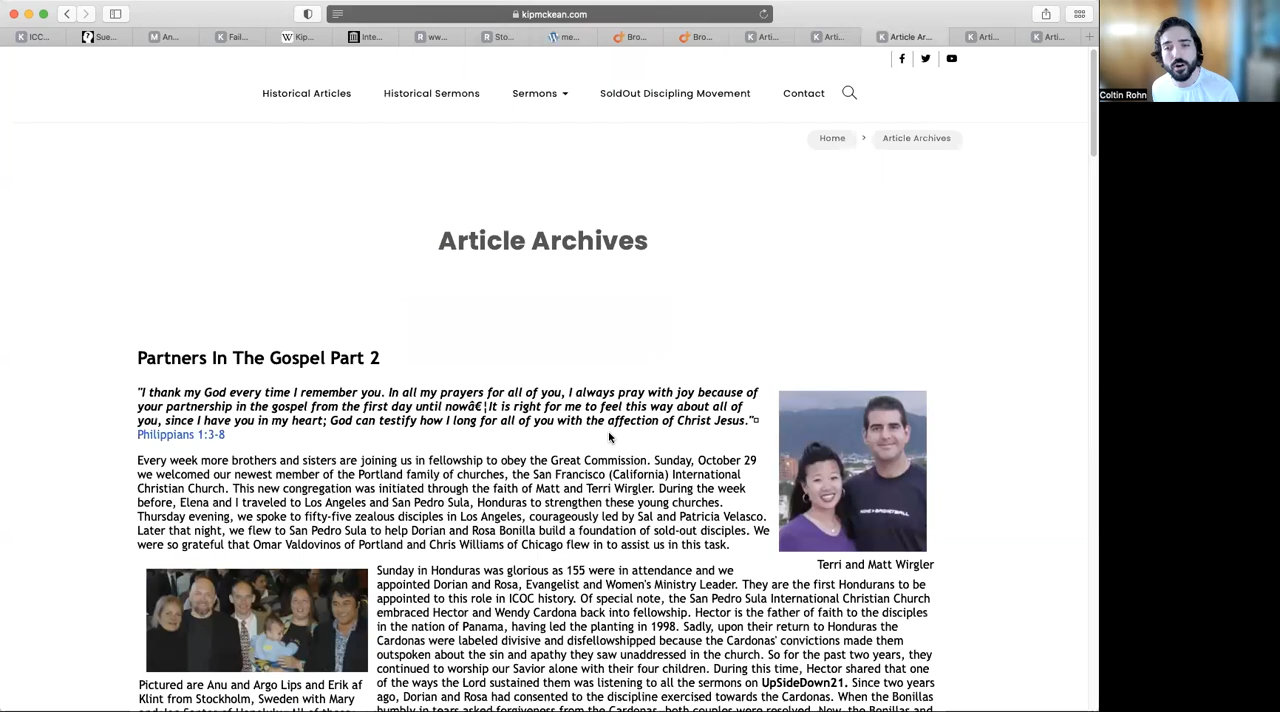 kipmckean.com
ICC...
Sue...
An...
Fail...
Kip...
Inte...
ww...
Sto...
me...
Bro...
Bro...
Arti...
Arti...
Article Ar...
Arti...
Arti...
Coltin Rohn
Historical Articles
Historical Sermons
Sermons
SoldOut Discipling Movement
Contact
Home > Article Archives
Article Archives
Partners In The Gospel Part 2
"I thank my God every time I remember you. In all my prayers for all of you, I always pray with joy because of
your partnership in the gospel from the first day until nowâ€¦It is right for me to feel this way about all of
you, since I have you in my heart; God can testify how I long for all of you with the affection of Christ Jesus."
Philippians 1:3-8
Every week more brothers and sisters are joining us in fellowship to obey the Great Commission. Sunday, October 29
we welcomed our newest member of the Portland family of churches, the San Francisco (California) International
Christian Church. This new congregation was initiated through the faith of Matt and Terri Wirgler. During the week
before, Elena and I traveled to Los Angeles and San Pedro Sula, Honduras to strengthen these young churches.
Thursday evening, we spoke to fifty-five zealous disciples in Los Angeles, courageously led by Sal and Patricia Velasco.
Later that night, we flew to San Pedro Sula to help Dorian and Rosa Bonilla build a foundation of sold-out disciples. We
were so grateful that Omar Valdovinos of Portland and Chris Williams of Chicago flew in to assist us in this task.
Terri and Matt Wirgler
Sunday in Honduras was glorious as 155 were in attendance and we
appointed Dorian and Rosa, Evangelist and Women's Ministry Leader. They are the first Hondurans to be
appointed to this role in ICOC history. Of special note, the San Pedro Sula International Christian Church
embraced Hector and Wendy Cardona back into fellowship. Hector is the father of faith to the disciples
in the nation of Panama, having led the planting in 1998. Sadly, upon their return to Honduras the
Cardonas were labeled divisive and disfellowshipped because the Cardonas' convictions made them
outspoken about the sin and apathy they saw unaddressed in the church. So for the past two years, they
continued to worship our Savior alone with their four children. During this time, Hector shared that one
of the ways the Lord sustained them was listening to all the sermons on UpSideDown21. Since two years
ago, Dorian and Rosa had consented to the discipline exercised towards the Cardonas. When the Bonillas
Pictured are Anu and Argo Lips and Erik af
Klint from Stockholm, Sweden with Mary